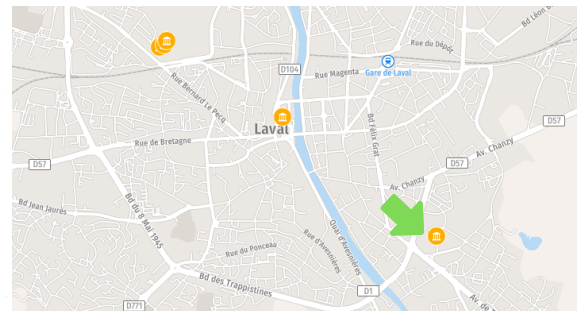 Bd Léon B
Rue du Dépôt
D104
Rue Magenta
Gare de Laval
Rue Bernard Le Pecq
Laval
Bd Félix Grat
D57
Rue de Bretagne
D57
Av. Chanzy
D57
Av. Chanzy
Bd Jean Jaurès
Bd du 8 Mai 1945
Quai d'Avesnières
Rue d'Avesnières
Rue du Ponceau
Bd des Trappistines
D1
D771
Av. de T